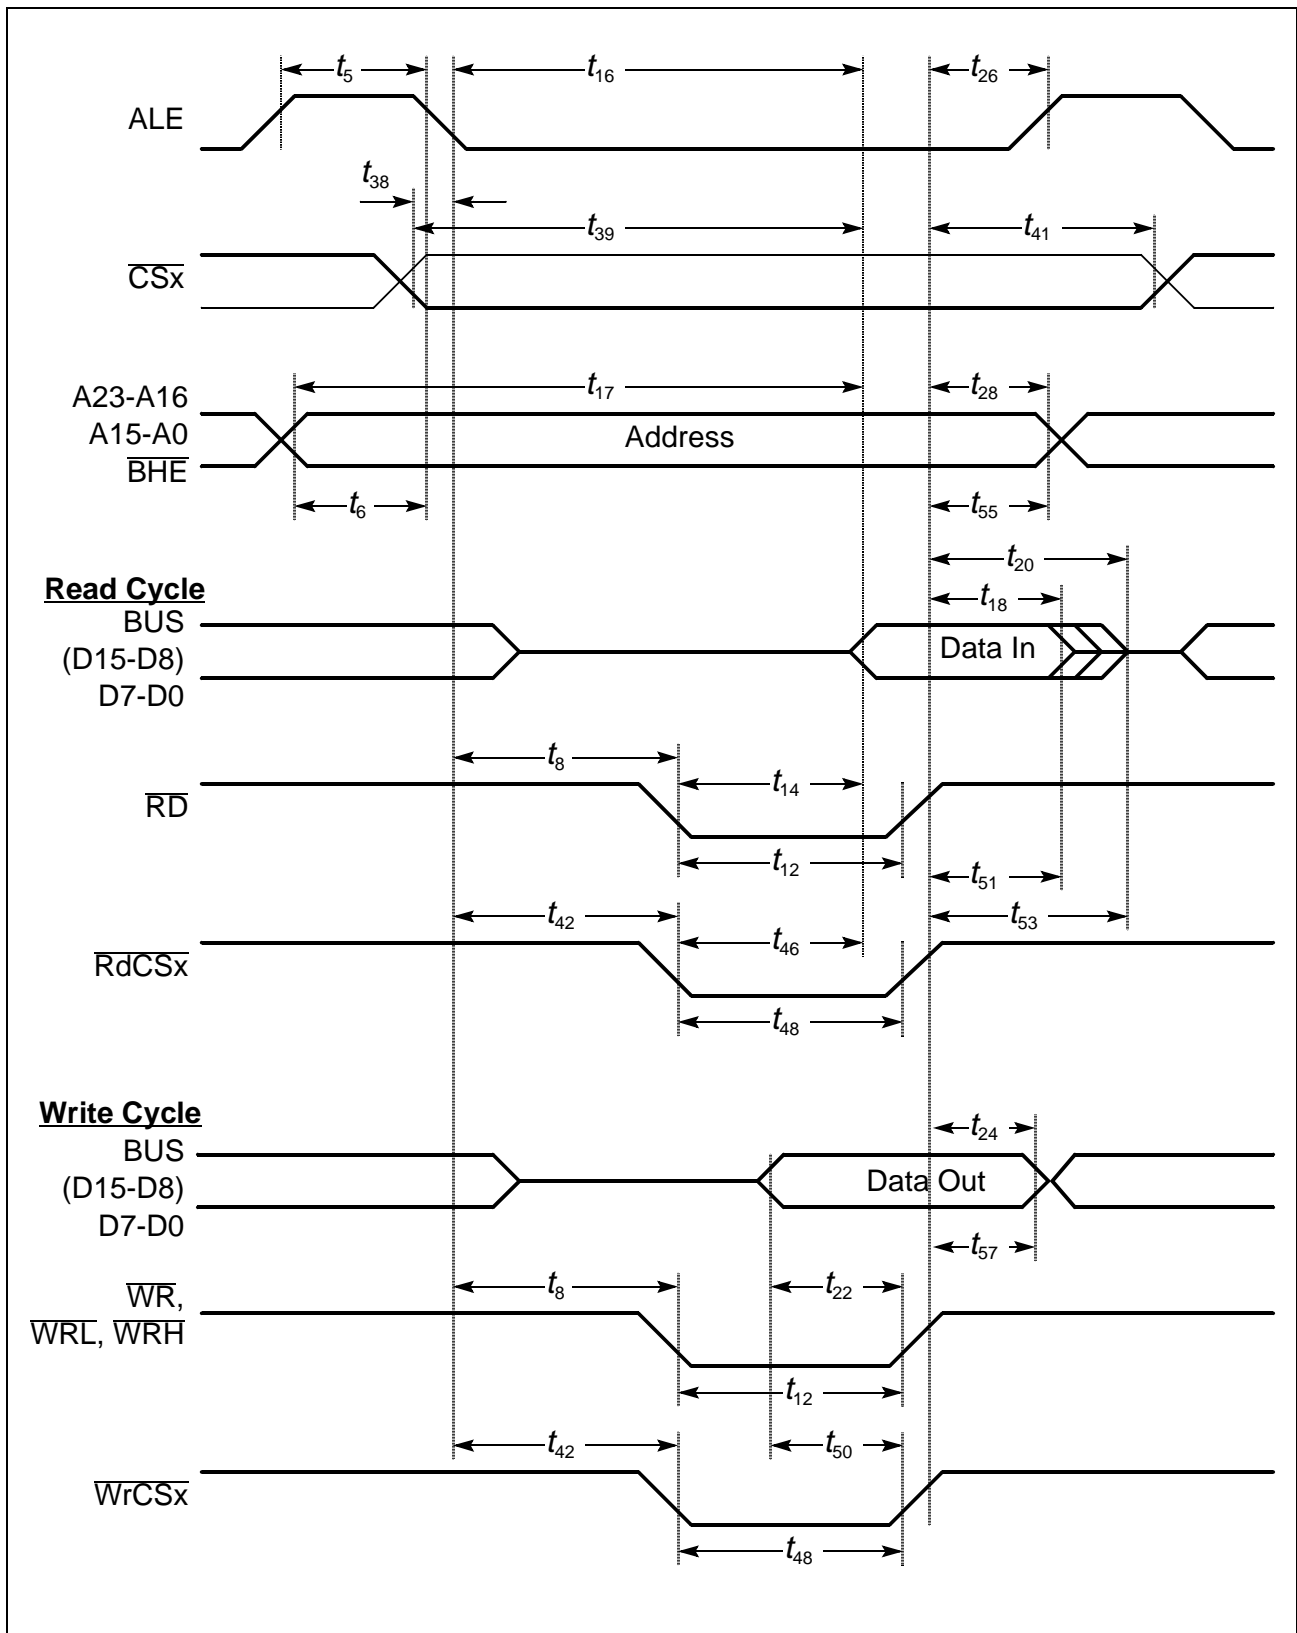 t5 t16 t26
ALE
t38
t39 t41
CSx
t17 t28
A23-A16
A15-A0
BHE
Address
t6 t55
t20
Read Cycle
t18
BUS
(D15-D8)
D7-D0
Data In
t8
t14
RD
t12 t51
t42 t53
t46
RdCSx
t48
Write Cycle
t24
BUS
(D15-D8)
D7-D0
Data Out
t57
t8 t22
WR,
WRL, WRH
t12
t42 t50
WrCSx
t48